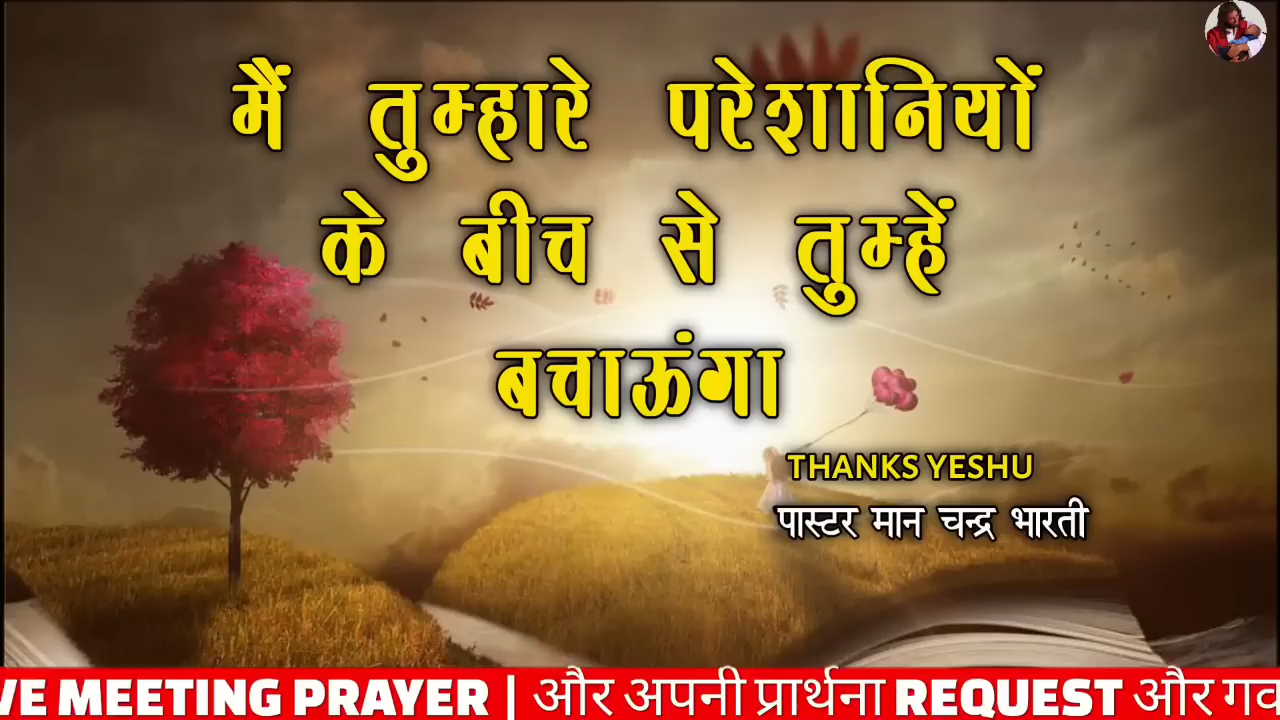 मैं तुम्हारे परेशानियों
के बीच से तुम्हें
बचाऊंगा
THANKS YESHU
पास्टर मान चन्द्र भारती
VE MEETING PRAYER | और अपनी प्रार्थना REQUEST और